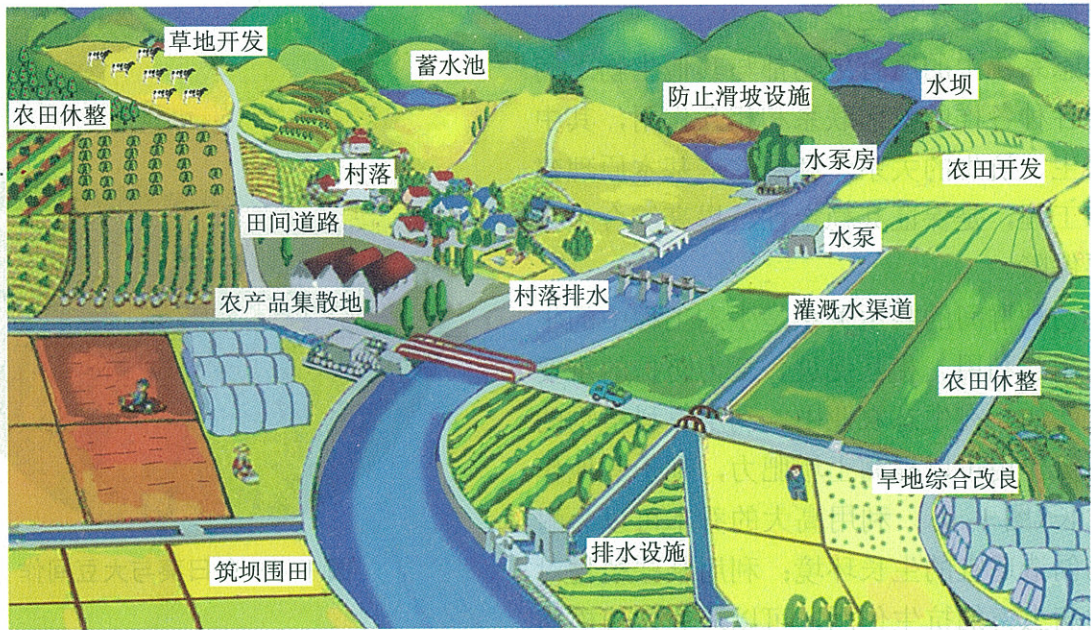 草地开发
蓄水池
防止滑坡设施
水坝
农田休整
村落
水泵房
农田开发
田间道路
水泵
农产品集散地
村落排水
灌溉水渠道
农田休整
旱地综合改良
排水设施
筑坝围田